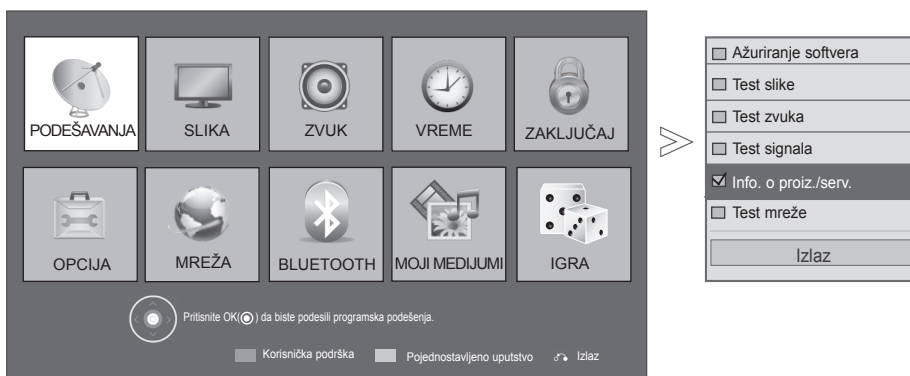 PODEŠAVANJA
SLIKA
ZVUK
VREME
ZAKLJUČAJ
OPCIJA
MREŽA
BLUETOOTH
MOJI MEDIJUMI
IGRA
Pritisnite OK( ) da biste podesili programska podešenja.
Korisnička podrška
Pojednostavljeno uputstvo
Izlaz
Ažuriranje softvera
Test slike
Test zvuka
Test signala
Info. o proiz./serv.
Test mreže
Izlaz